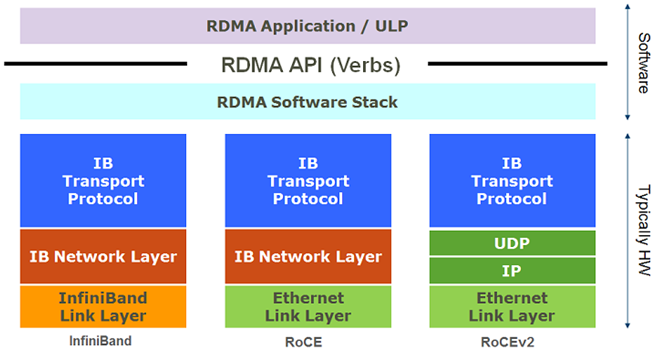 RDMA Application / ULP
RDMA API (Verbs)
RDMA Software Stack
Software
IB
Transport
Protocol
IB
Transport
Protocol
IB
Transport
Protocol
IB Network Layer
IB Network Layer
UDP
IP
InfiniBand
Link Layer
Ethernet
Link Layer
Ethernet
Link Layer
Typically HW
InfiniBand
RoCE
RoCEv2